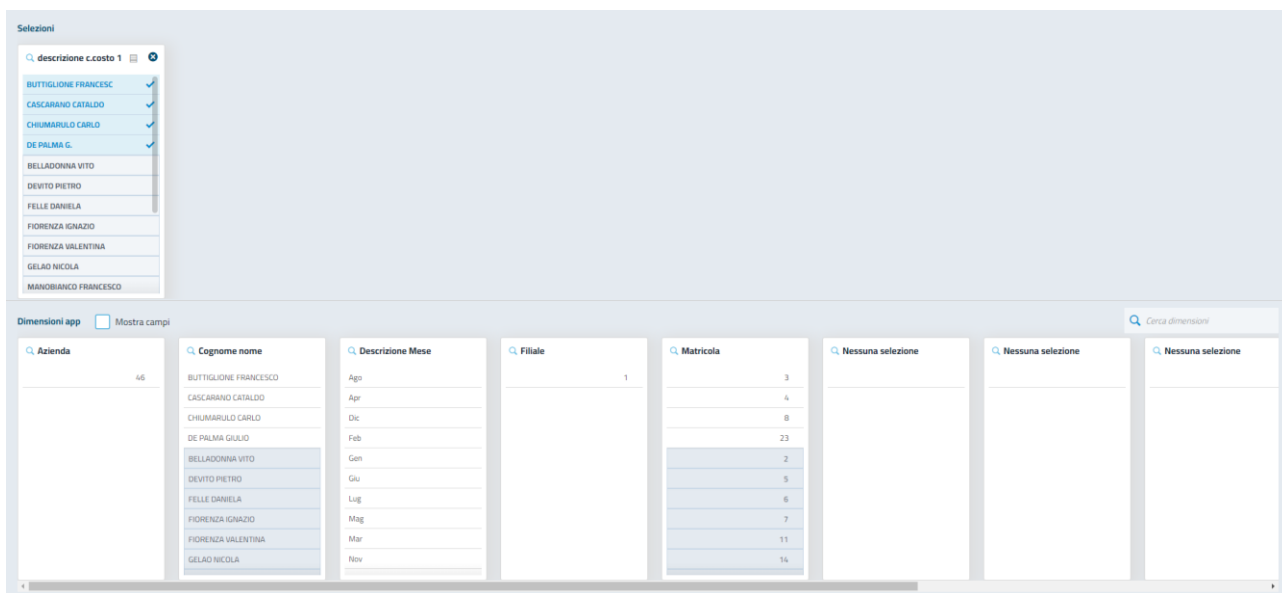 Selezioni
descrizione c.costo 1
BUTTIGLIONE FRANCESC
CASCARANO CATALDO
CHIUMARULO CARLO
DE PALMA G.
BELLADONNA VITO
DEVITO PIETRO
FELLE DANIELA
FIORENZA IGNAZIO
FIORENZA VALENTINA
GELAO NICOLA
MANOBIANCO FRANCESCO
Dimensioni app Mostra campi Cerca dimensioni
Azienda
46
Cognome nome
BUTTIGLIONE FRANCESCO
CASCARANO CATALDO
CHIUMARULO CARLO
DE PALMA GIULIO
BELLADONNA VITO
DEVITO PIETRO
FELLE DANIELA
FIORENZA IGNAZIO
FIORENZA VALENTINA
GELAO NICOLA
Descrizione Mese
Ago
Apr
Dic
Feb
Gen
Giu
Lug
Mag
Mar
Nov
Filiale
1
Matricola
3
4
8
23
2
5
6
7
11
14
Nessuna selezione
Nessuna selezione
Nessuna selezione